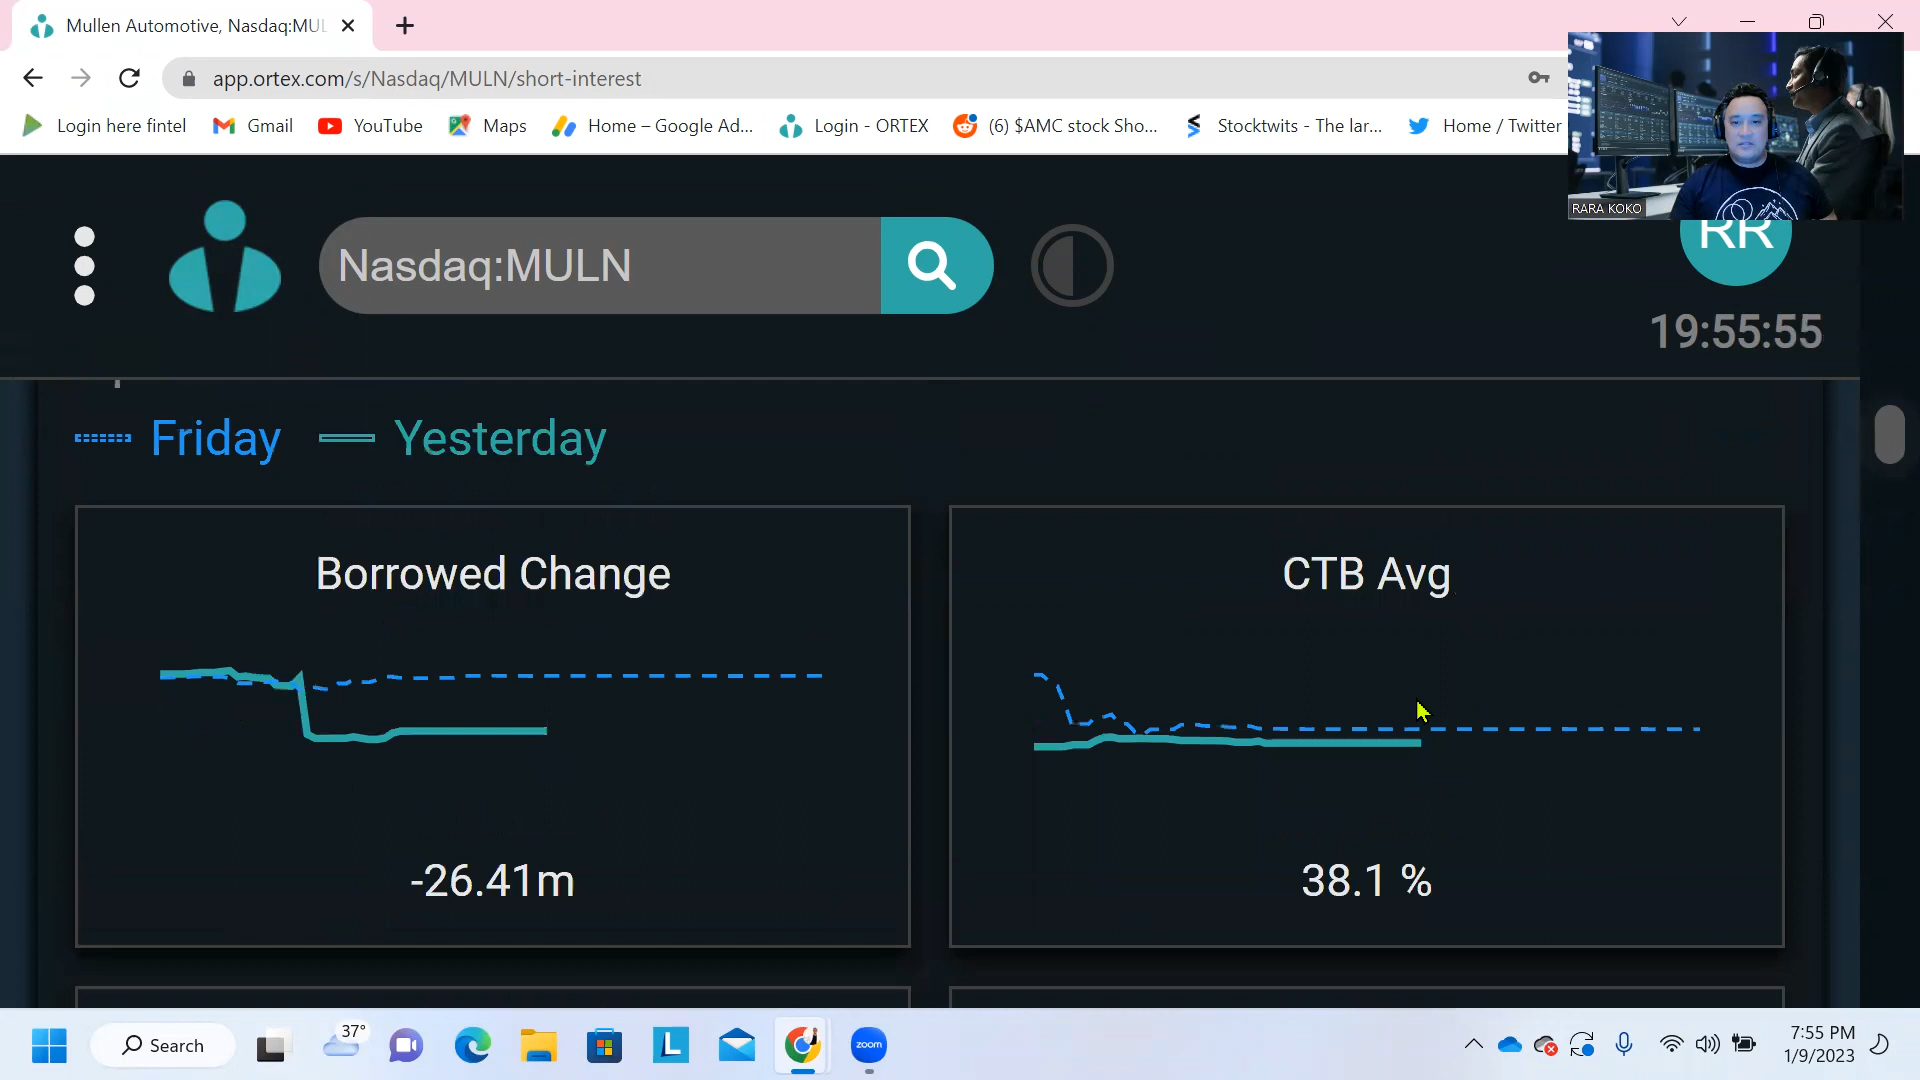 Mullen Automotive, Nasdaq:MUL
app.ortex.com/s/Nasdaq/MULN/short-interest
Login here fintel
Gmail
YouTube
Maps
Home – Google Ad...
Login - ORTEX
(6) $AMC stock Sho...
Stocktwits - The lar...
Home / Twitter
RARA KOKO
Nasdaq:MULN
RR
19:55:55
Friday
Yesterday
Borrowed Change
CTB Avg
-26.41m
38.1 %
Search
37°
L
zoom
7:55 PM
1/9/2023